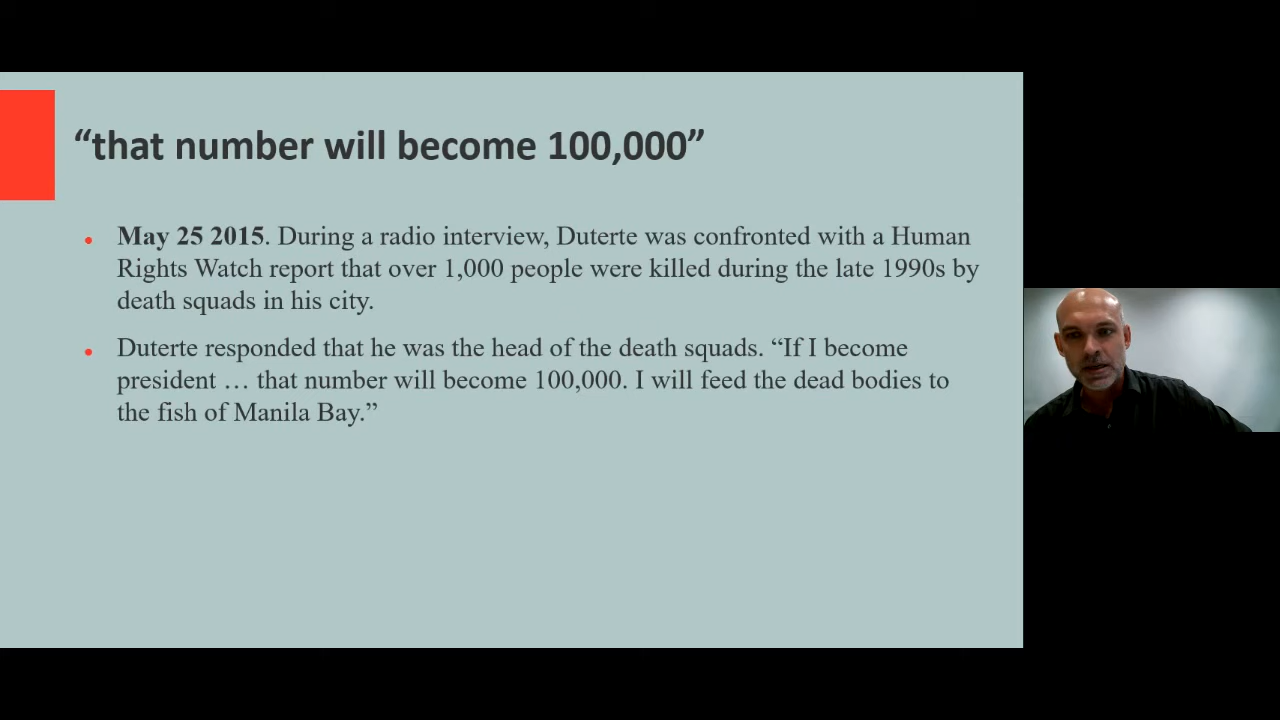 “that number will become 100,000”
May 25 2015. During a radio interview, Duterte was confronted with a Human
Rights Watch report that over 1,000 people were killed during the late 1990s by
death squads in his city.
Duterte responded that he was the head of the death squads. “If I become
president … that number will become 100,000. I will feed the dead bodies to
the fish of Manila Bay.”